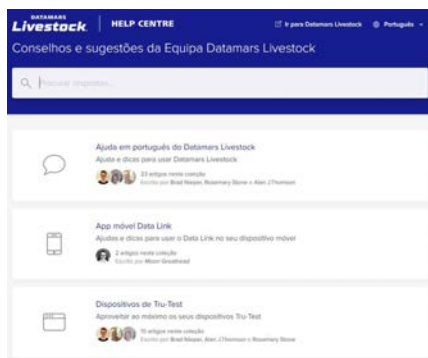 DATAMARS
Livestock
HELP CENTRE
Ir para Datamars Livestock
Português
Conselhos e sugestões da Equipa Datamars Livestock
Procurar respostas...
Ajuda em português do Datamars Livestock
Ajuda e dicas para usar Datamars Livestock
23 artigos nesta coleção
Escrito por Brad Nieper, Rosemary Stone e Alan J Thomson
App móvel Data Link
Ajudas e dicas para usar o Data Link no seu dispositivo móvel
2 artigos nesta coleção
Escrito por Moon Greathead
Dispositivos de Tru-Test
Aproveitar ao máximo os seus dispositivos Tru-Test
15 artigos nesta coleção
Escrito por Brad Nieper, Alan J Thomson e Rosemary Stone